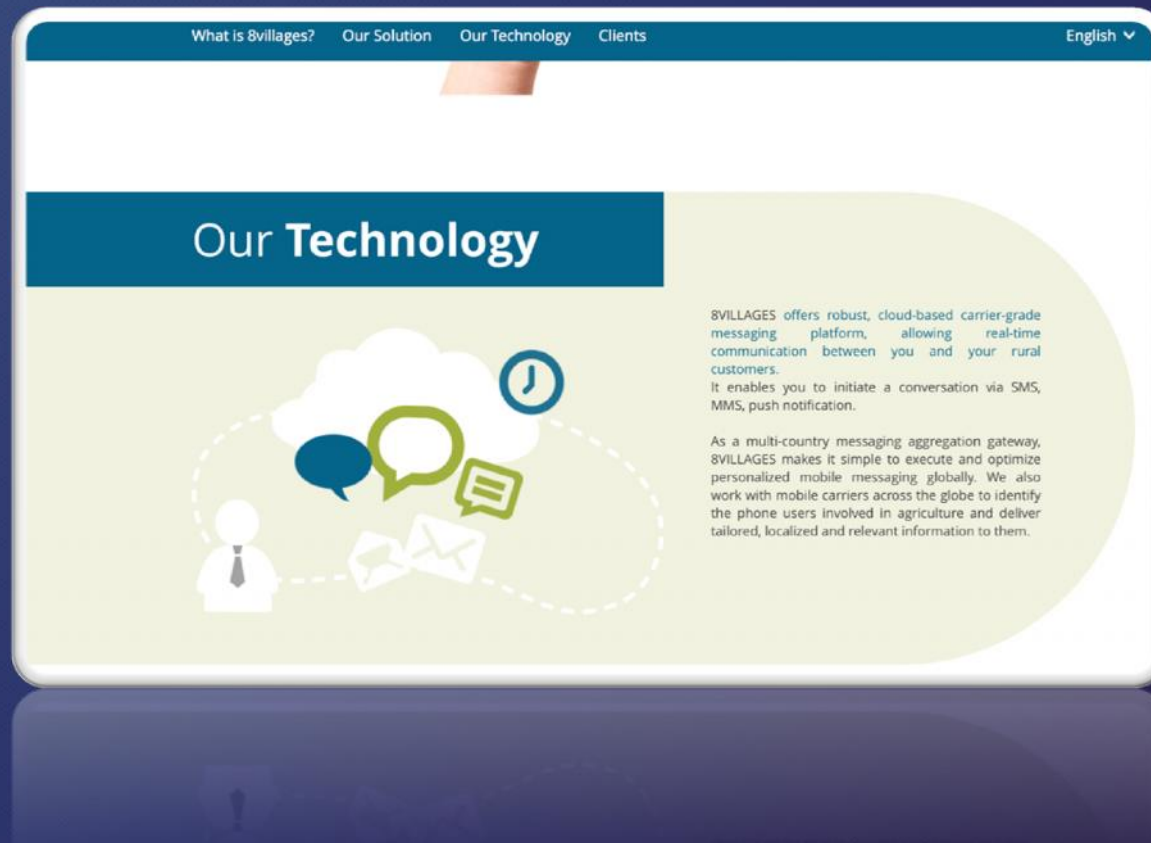 What is 8villages? Our Solution Our Technology Clients English
Our Technology
8VILLAGES offers robust, cloud-based carrier-grade
messaging platform, allowing real-time
communication between you and your rural
customers.
It enables you to initiate a conversation via SMS,
MMS, push notification.
As a multi-country messaging aggregation gateway,
8VILLAGES makes it simple to execute and optimize
personalized mobile messaging globally. We also
work with mobile carriers across the globe to identify
the phone users involved in agriculture and deliver
tailored, localized and relevant information to them.